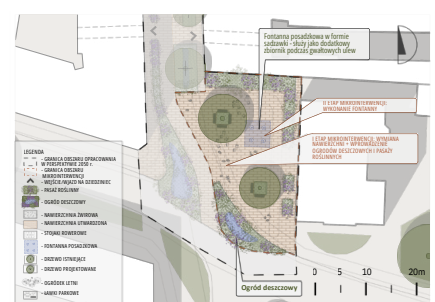 Fontanna posadzkowa w formie
sadzawki - służy jako dodatkowy
zbiornik podczas gwałtownych ulew
II ETAP MIKROINTERWENCJI:
WYKONANIE FONTANNY
I ETAP MIKROINTERWENCJI: WYMIANA
NAWIERZCHNI + WPROWADZENIE
OGRODÓW DESZCZOWYCH I PASAŻY
ROŚLINNYCH
LEGENDA
- GRANICA OBSZARU OPRACOWANIA
W PERSPEKTYWIE 2050 r.
- GRANICA OBSZARU
MIKROINTERWENCJI
- WEJŚCIE/WJAZD NA DZIEDZINIEC
- PASAŻ ROŚLINNY
- OGRÓD DESZCZOWY
- NAWIERZCHNIA ŻWIROWA
- NAWIERZCHNIA UTWARDZONA
- STOJAKI ROWEROWE
- FONTANNA POSADZKOWA
- DRZEWO ISTNIEJĄCE
- DRZEWO PROJEKTOWANE
- OGRÓDEK LETNI
- ŁAWKI PARKOWE
Ogród deszczowy
0 5 10 20m